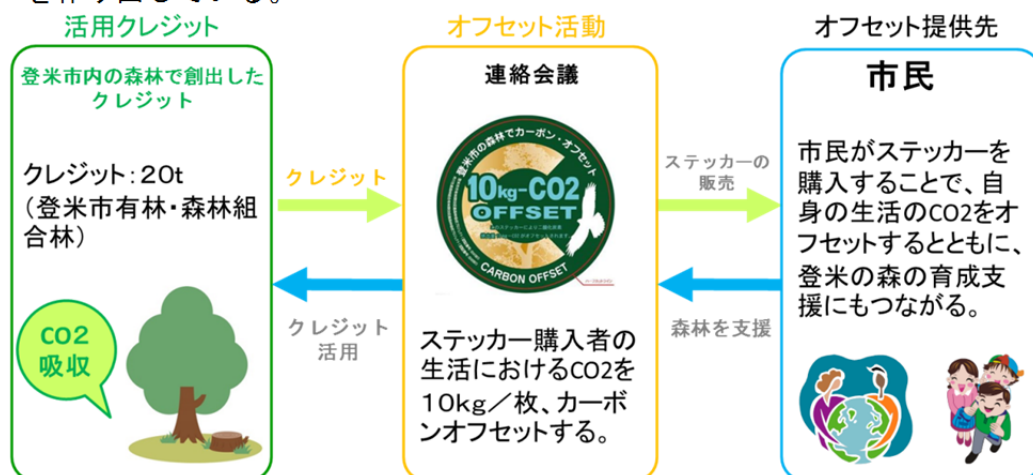 を作り出している。
活用クレジット
登米市内の森林で創出した
クレジット
クレジット：20t
（登米市有林・森林組
合林）
CO2
吸収
クレジット
クレジット
活用
オフセット活動
連絡会議
登米市の森林でカーボン・オフセット
10kg-CO2
OFFSET
CARBON OFFSET
ステッカー購入者の
生活におけるCO2を
10kg／枚、カーボ
ンオフセットする。
ステッカーの
販売
森林を支援
オフセット提供先
市民
市民がステッカーを
購入することで、自
身の生活のCO2をオ
フセットするとともに、
登米の森の育成支
援にもつながる。